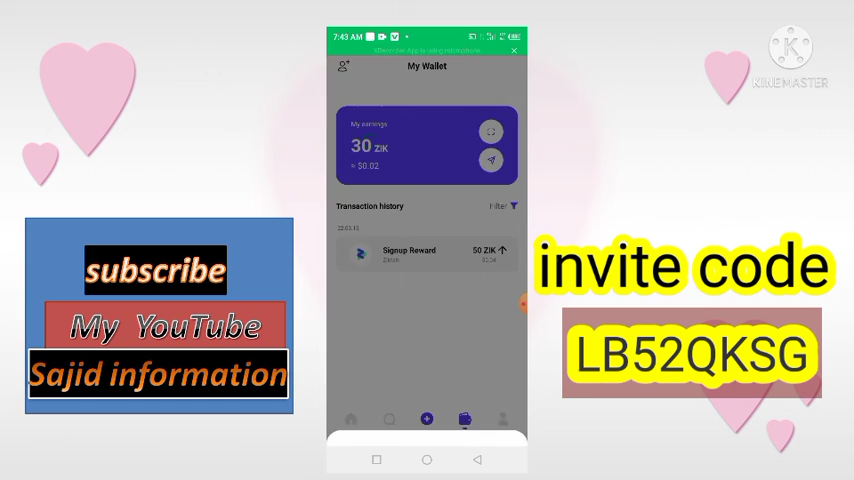 7:43 AM
My Wallet
My earnings
30 ZIK
≈ $0.02
Transaction history
Filter
Signup Reward
50 ZIK
subscribe
My YouTube
Sajid information
invite code
LB52QKSG
K
KINEMASTER